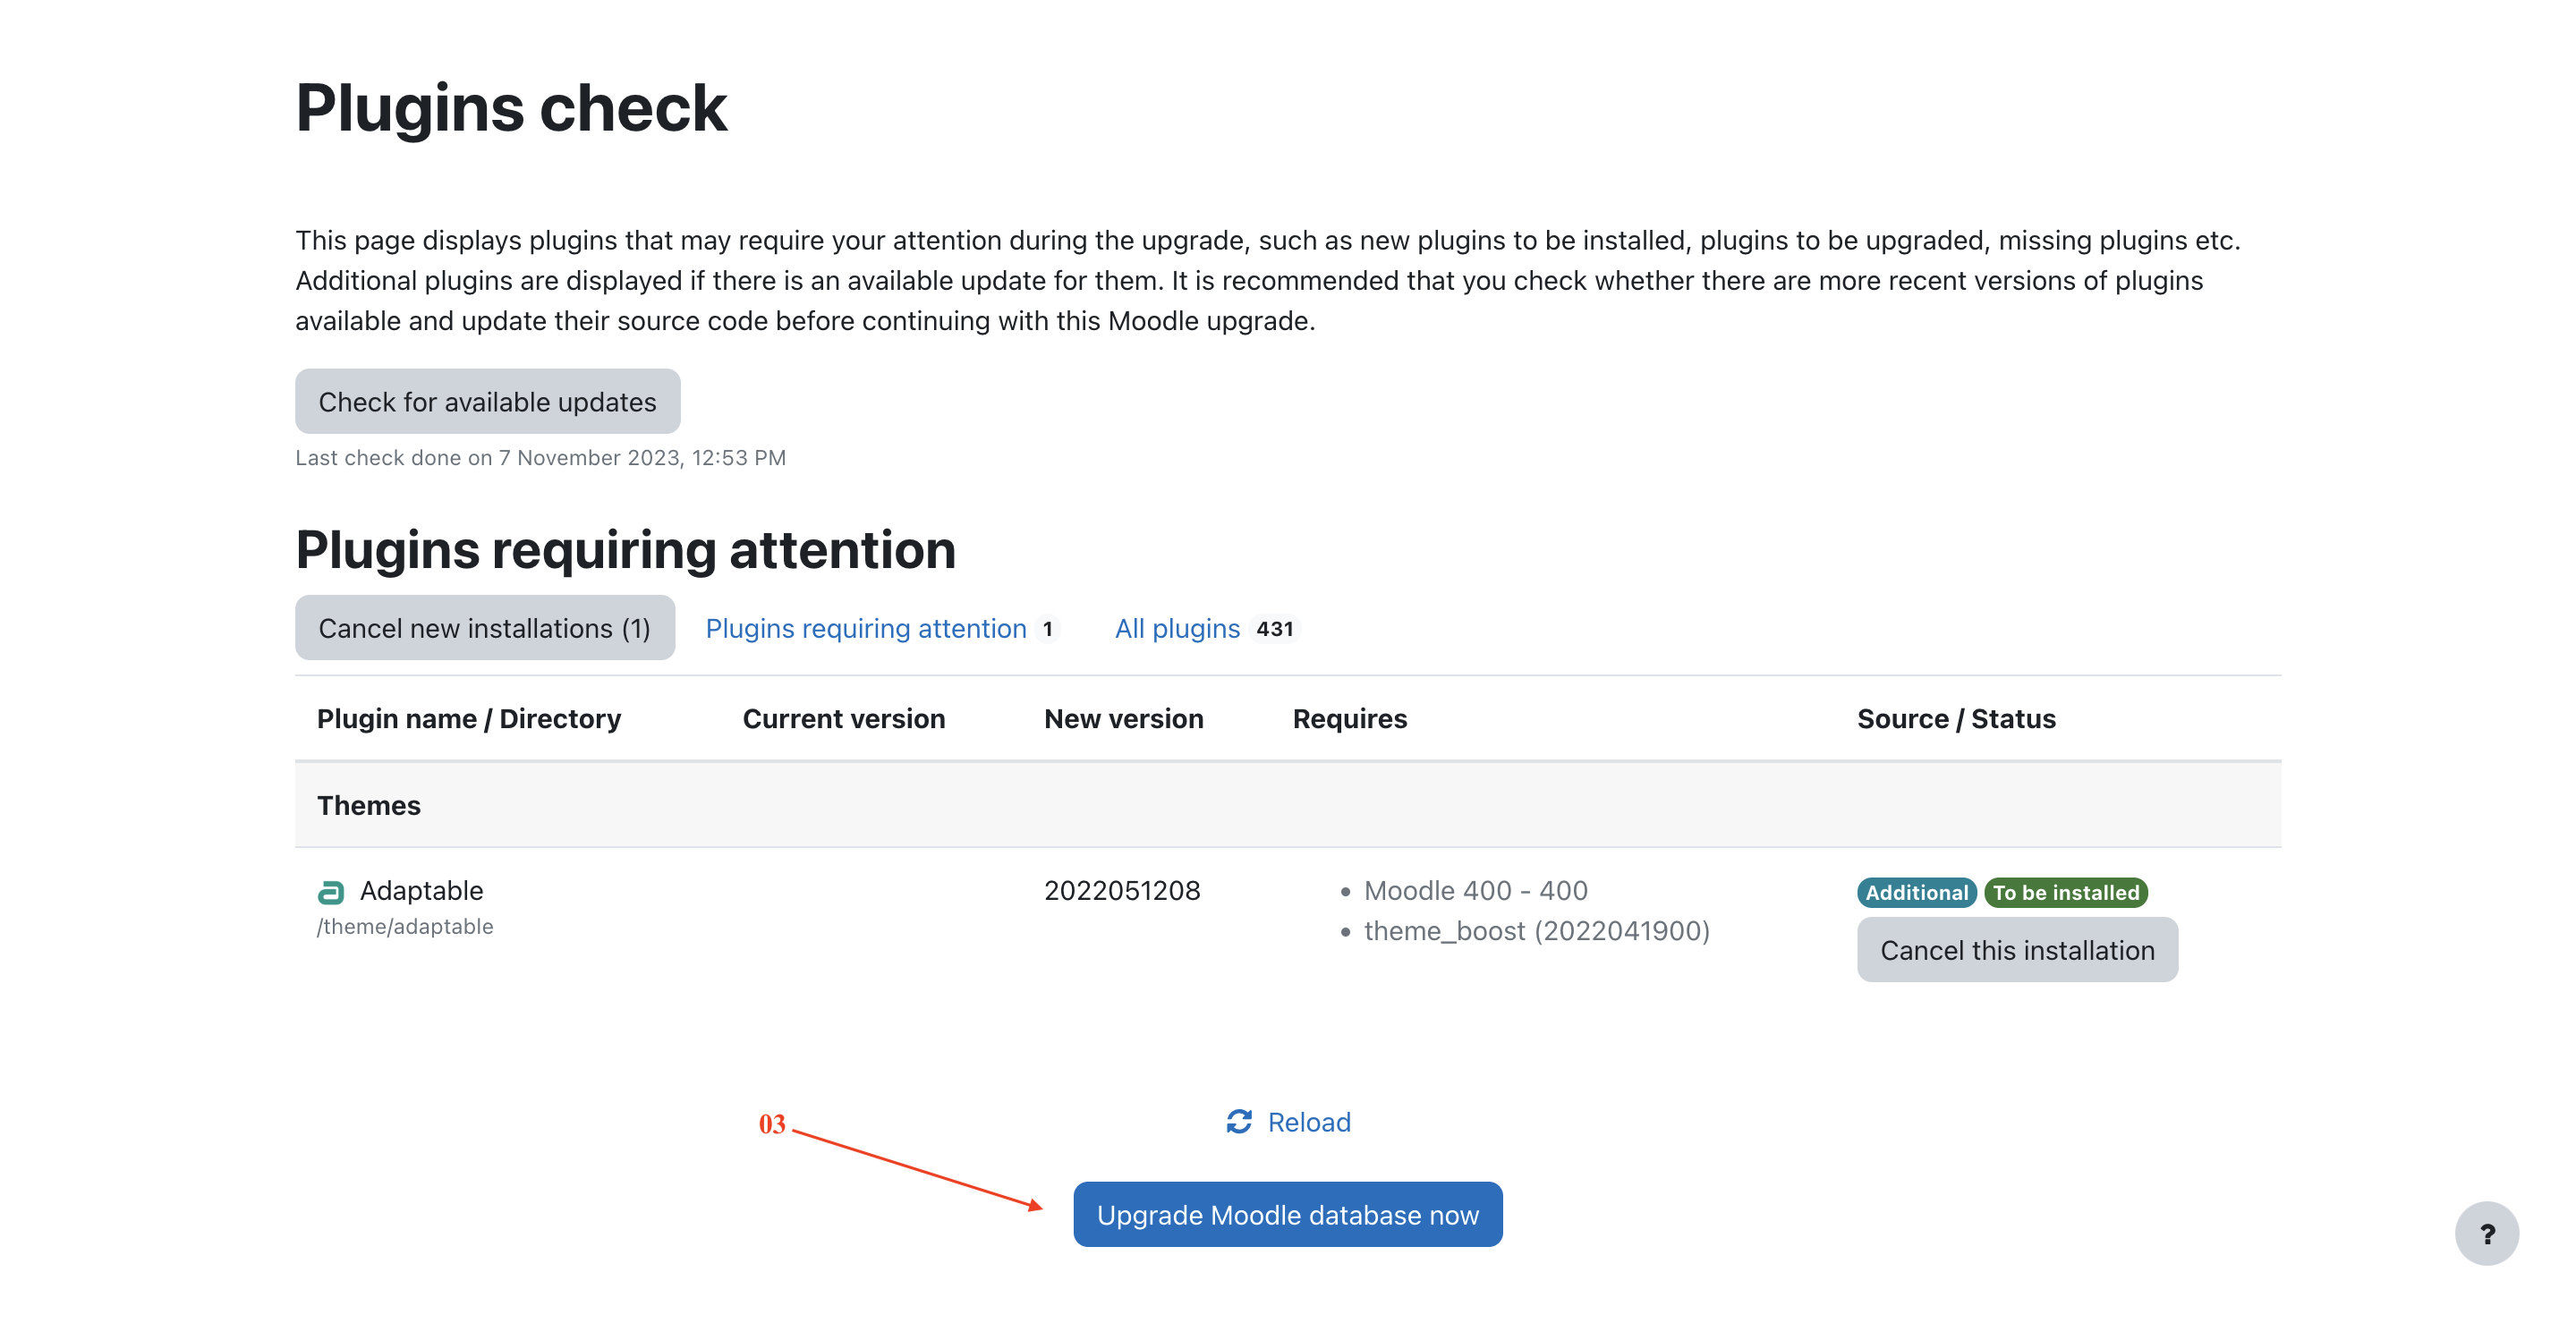 Plugins check
This page displays plugins that may require your attention during the upgrade, such as new plugins to be installed, plugins to be upgraded, missing plugins etc.
Additional plugins are displayed if there is an available update for them. It is recommended that you check whether there are more recent versions of plugins
available and update their source code before continuing with this Moodle upgrade.
Check for available updates
Last check done on 7 November 2023, 12:53 PM
Plugins requiring attention
Cancel new installations (1) Plugins requiring attention 1 All plugins 431
Plugin name / Directory Current version New version Requires Source / Status
Themes
Adaptable 2022051208 • Moodle 400 - 400 Additional To be installed
/theme/adaptable • theme_boost (2022041900) Cancel this installation
03 Reload
Upgrade Moodle database now
?